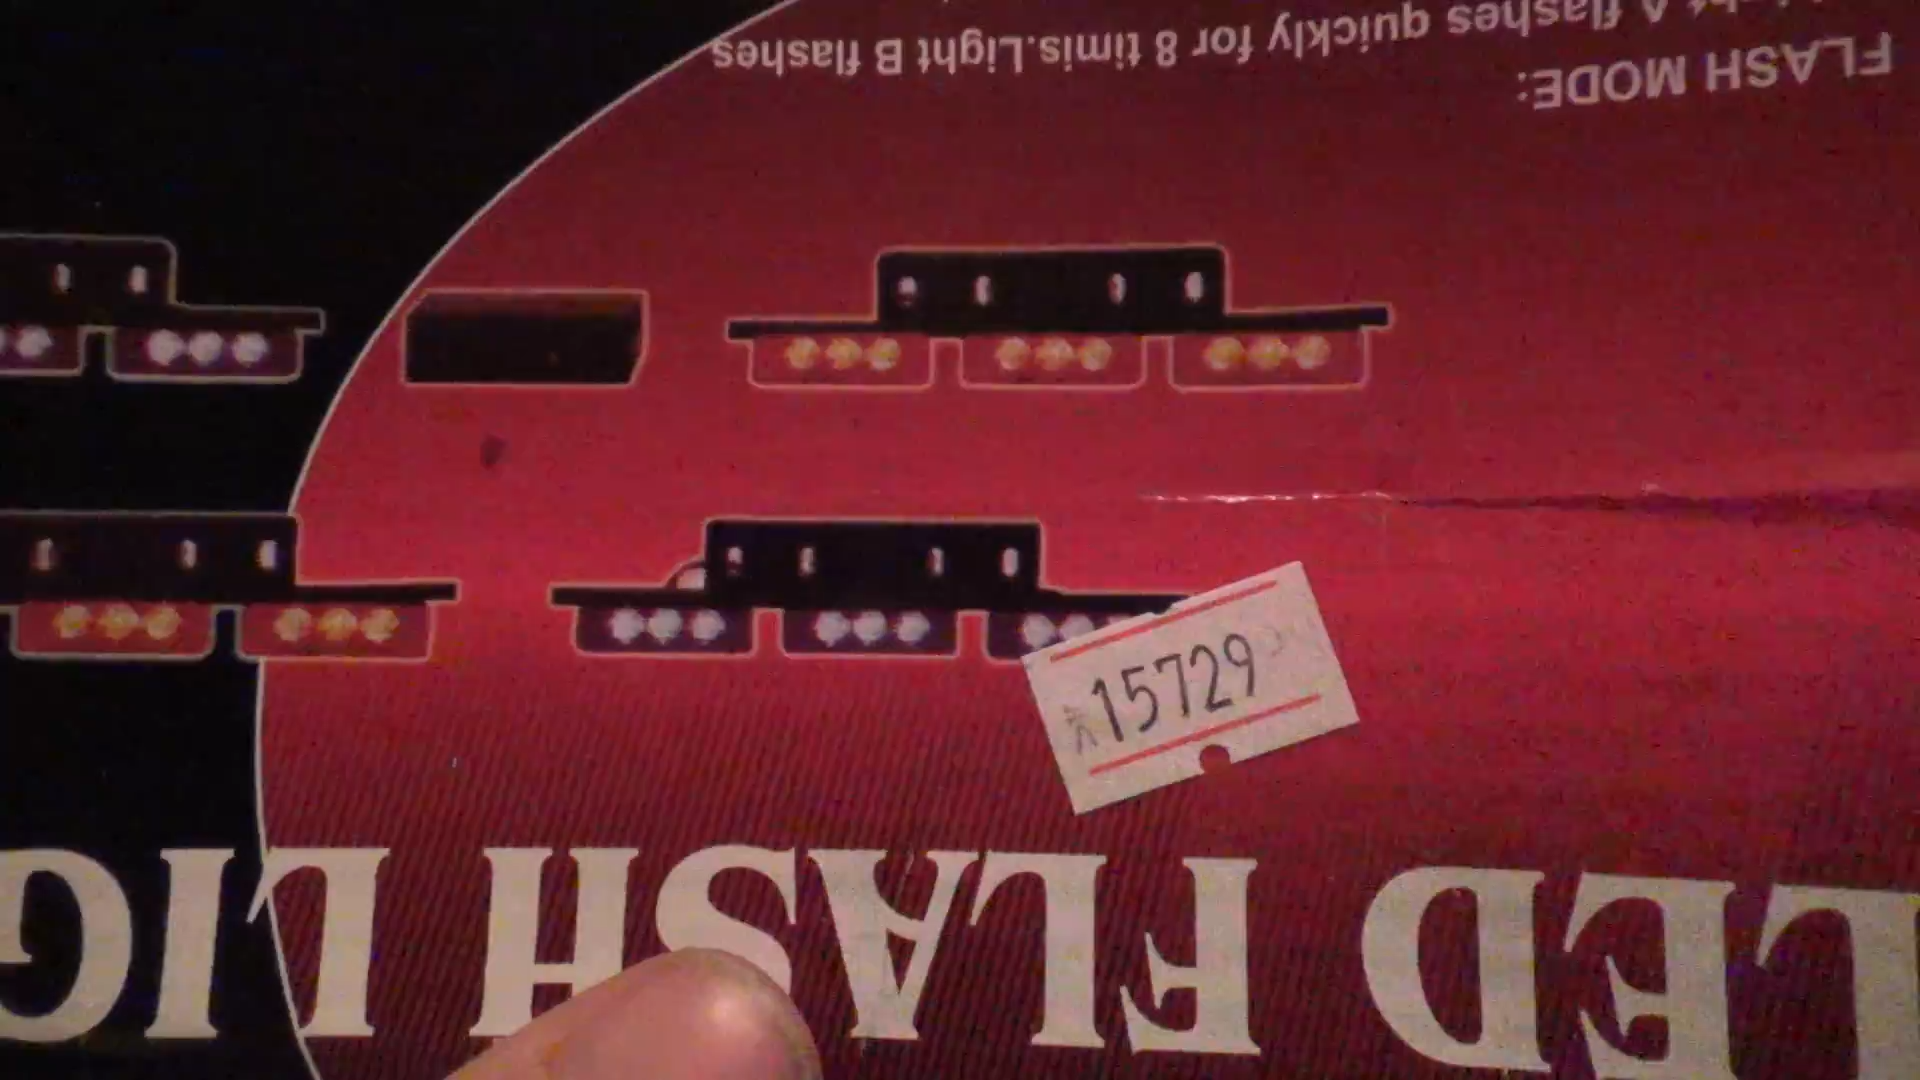 LED FLASH LIG
15729
FLASH MODE:
Light A flashes quickly for 8 timis.Light B flashes